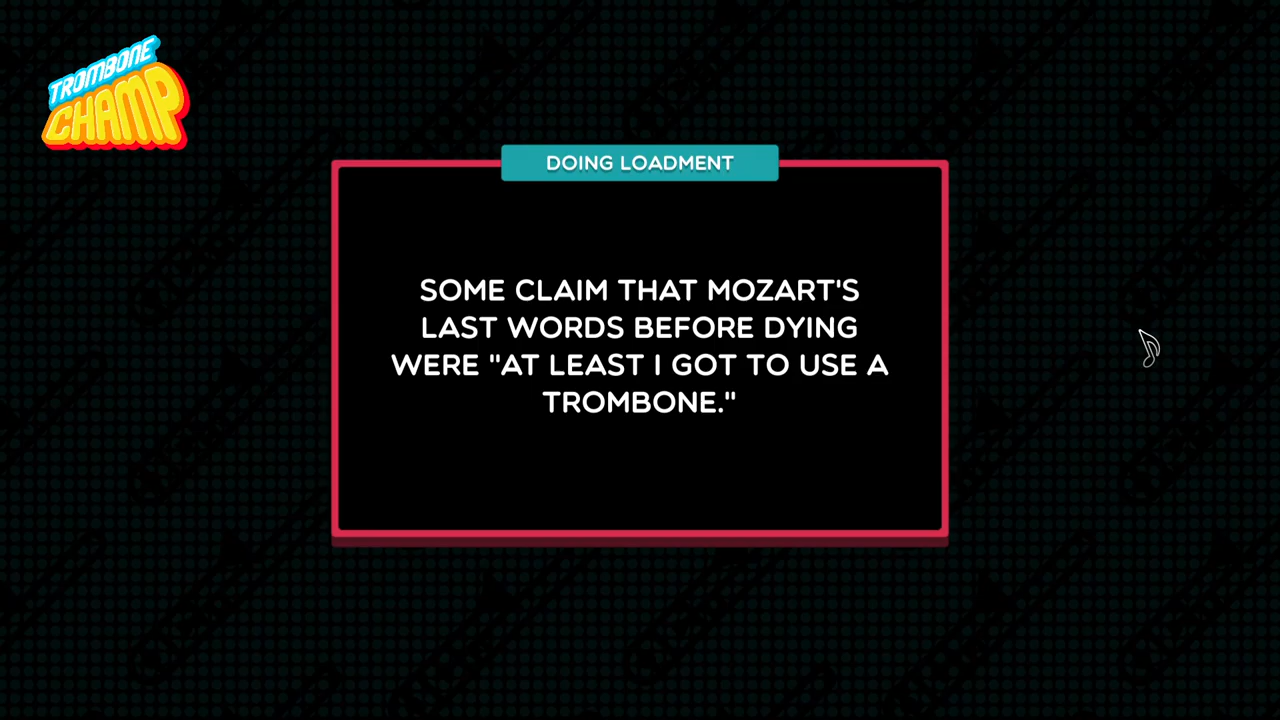 TROMBONE
CHAMP
DOING LOADMENT
SOME CLAIM THAT MOZART'S
LAST WORDS BEFORE DYING
WERE "AT LEAST I GOT TO USE A
TROMBONE."